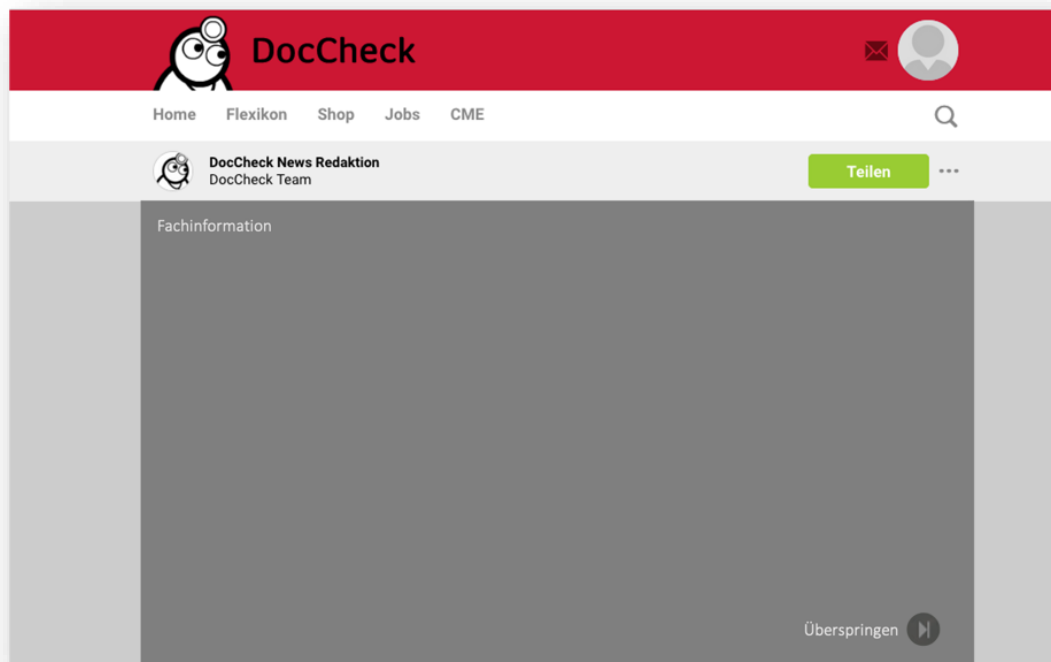 DocCheck
Home Flexikon Shop Jobs CME
DocCheck News Redaktion
DocCheck Team
Teilen
Fachinformation
Überspringen